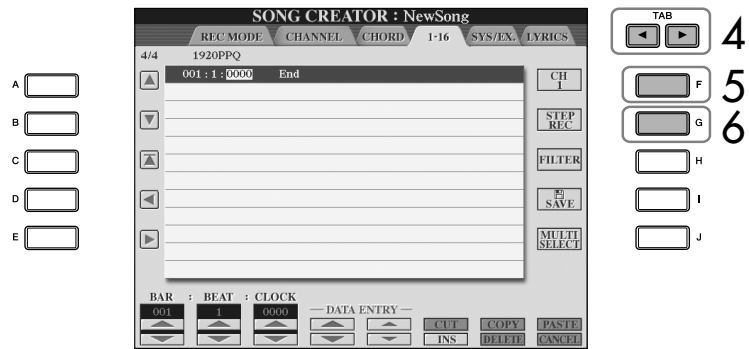 SONG CREATOR : NewSong
REC MODE CHANNEL CHORD 1-16 SYS/EX. LYRICS
4/4 1920PPQ
001 : 1 : 0000 End
TAB
4
A
B
C
D
E
CH 1
STEP REC
FILTER
SAVE
MULTI SELECT
F
5
G
6
H
I
J
BAR : BEAT : CLOCK
001 1 0000
DATA ENTRY
CUT COPY PASTE
INS DELETE CANCEL